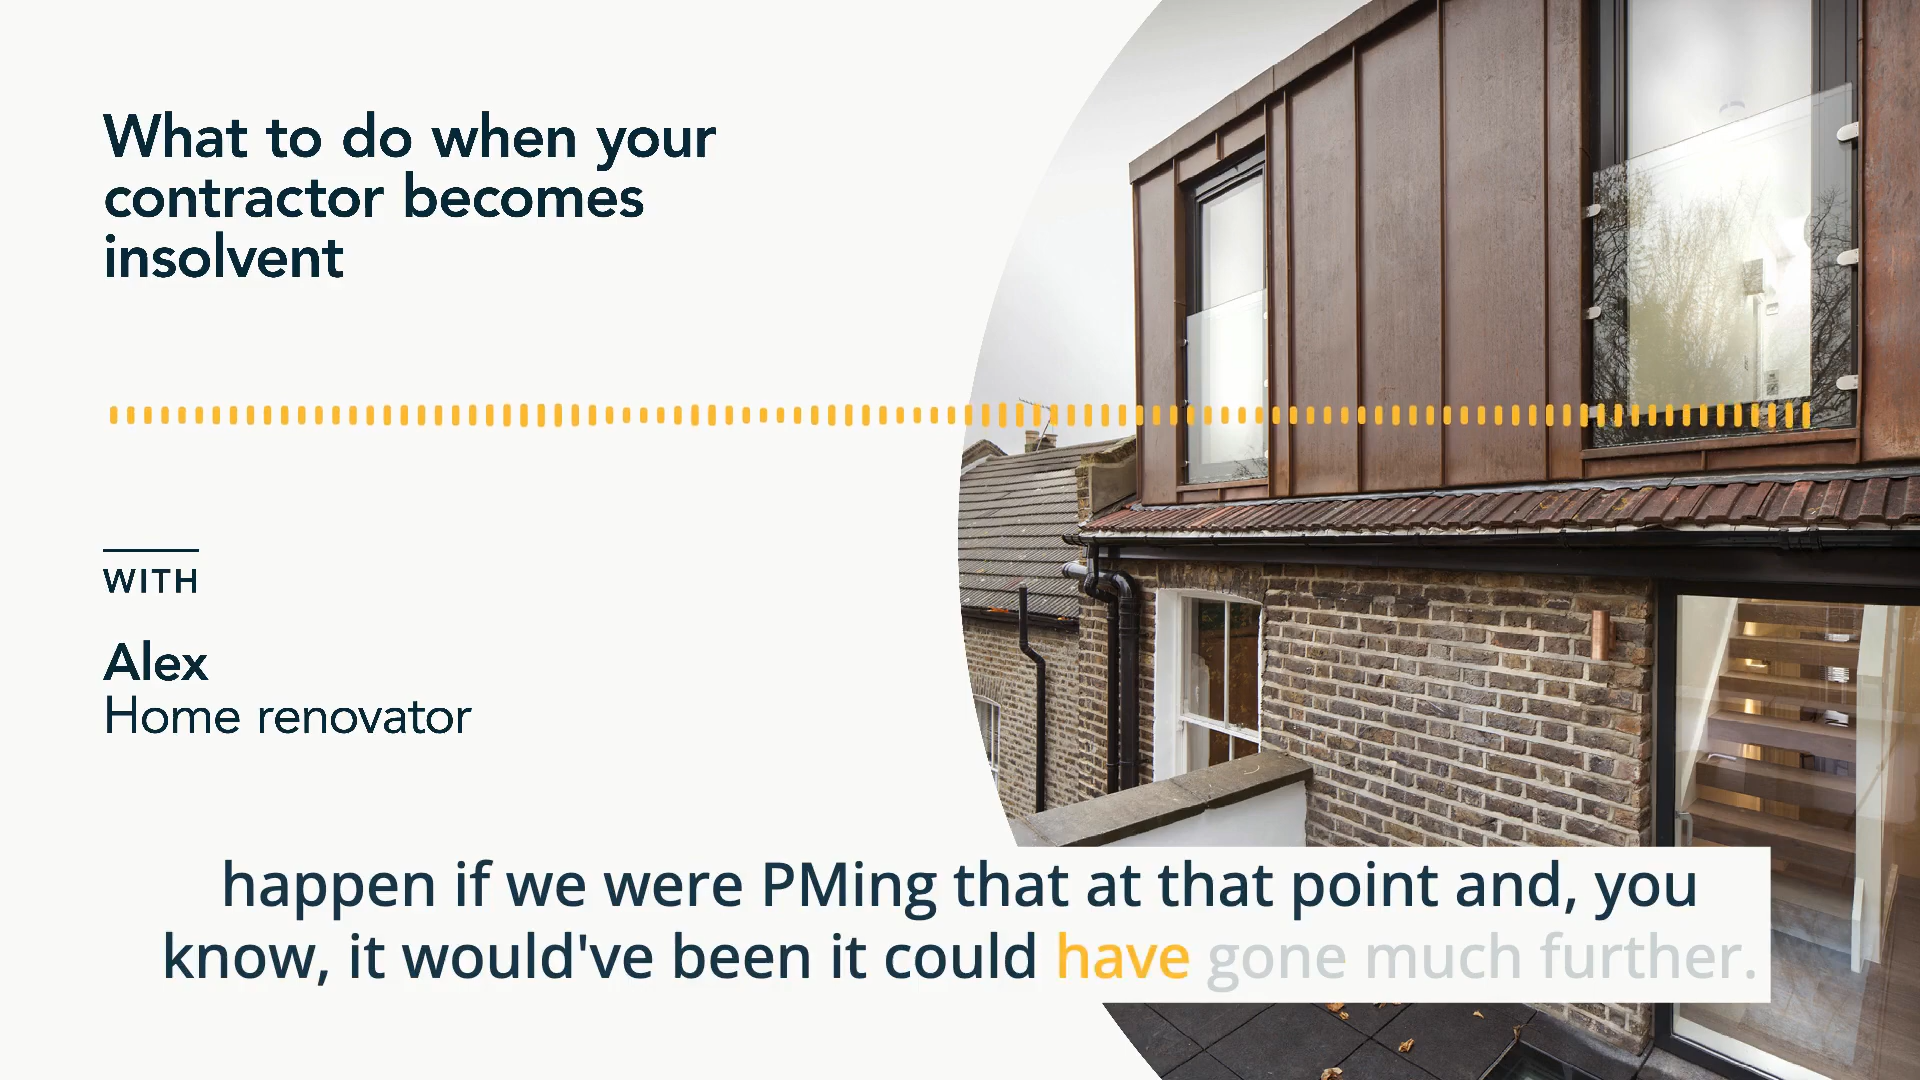 What to do when your
contractor becomes
insolvent
WITH
Alex
Home renovator
happen if we were PMing that at that point and, you
know, it would've been it could have gone much further.